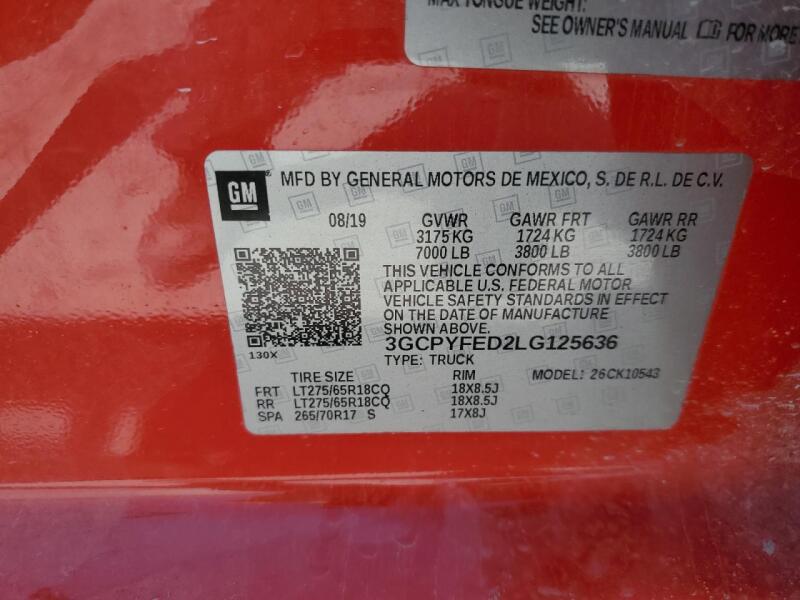 MAX TONGUE WEIGHT:
SEE OWNER'S MANUAL FOR MORE
GM MFD BY GENERAL MOTORS DE MEXICO, S. DE R.L. DE C.V.
08/19 GVWR GAWR FRT GAWR RR
3175 KG 1724 KG 1724 KG
7000 LB 3800 LB 3800 LB
THIS VEHICLE CONFORMS TO ALL
APPLICABLE U.S. FEDERAL MOTOR
VEHICLE SAFETY STANDARDS IN EFFECT
ON THE DATE OF MANUFACTURE
SHOWN ABOVE.
3GCPYFED2LG125636
130X
TYPE: TRUCK
TIRE SIZE RIM MODEL: 26CK10543
FRT LT275/65R18CQ 18X8.5J
RR LT275/65R18CQ 18X8.5J
SPA 265/70R17 S 17X8J